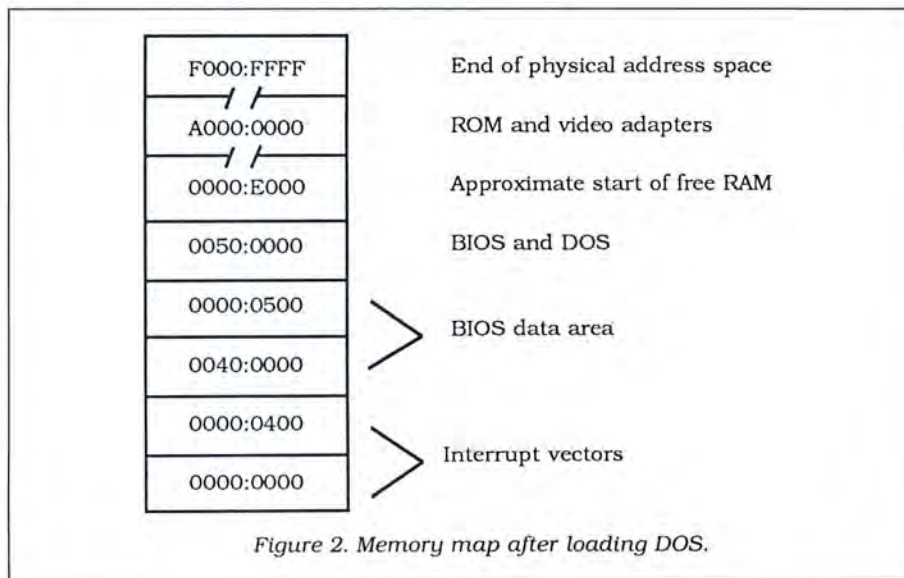 F000:FFFF End of physical address space
A000:0000 ROM and video adapters
0000:E000 Approximate start of free RAM
0050:0000 BIOS and DOS
0000:0500
BIOS data area
0040:0000
0000:0400
Interrupt vectors
0000:0000
Figure 2. Memory map after loading DOS.